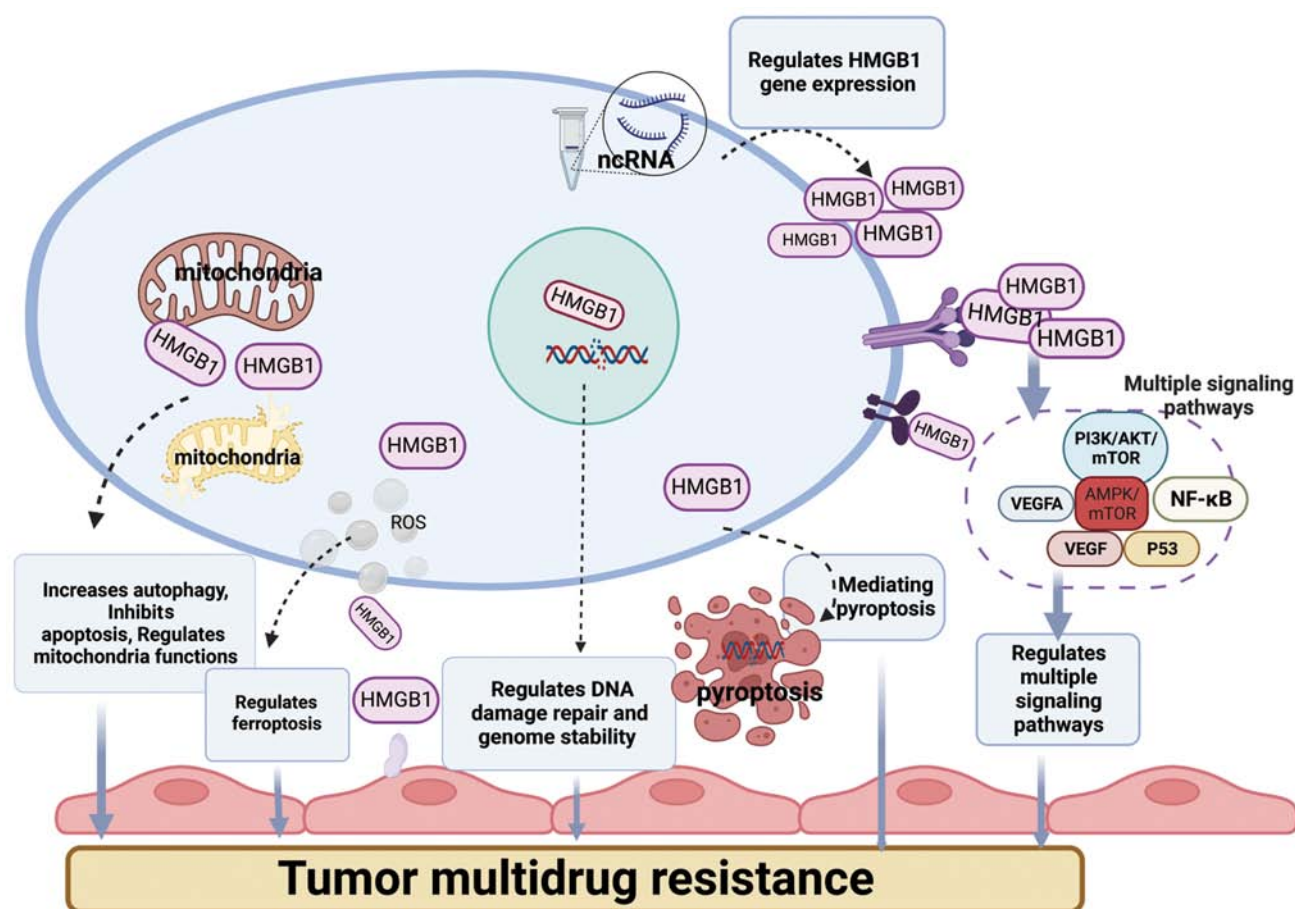 Regulates HMGB1
gene expression
ncRNA
HMGB1
HMGB1
HMGB1
HMGB1
mitochondria
HMGB1
HMGB1
mitochondria
HMGB1
HMGB1
HMGB1
HMGB1
HMGB1
HMGB1
Multiple signaling
pathways
PI3K/AKT/
mTOR
VEGFA
AMPK/
mTOR
NF-κB
VEGF
P53
HMGB1
ROS
HMGB1
HMGB1
Increases autophagy,
Inhibits
apoptosis, Regulates
mitochondria functions
Regulates
ferroptosis
HMGB1
Regulates DNA
damage repair and
genome stability
Mediating
pyroptosis
pyroptosis
Regulates
multiple
signaling
pathways
Tumor multidrug resistance